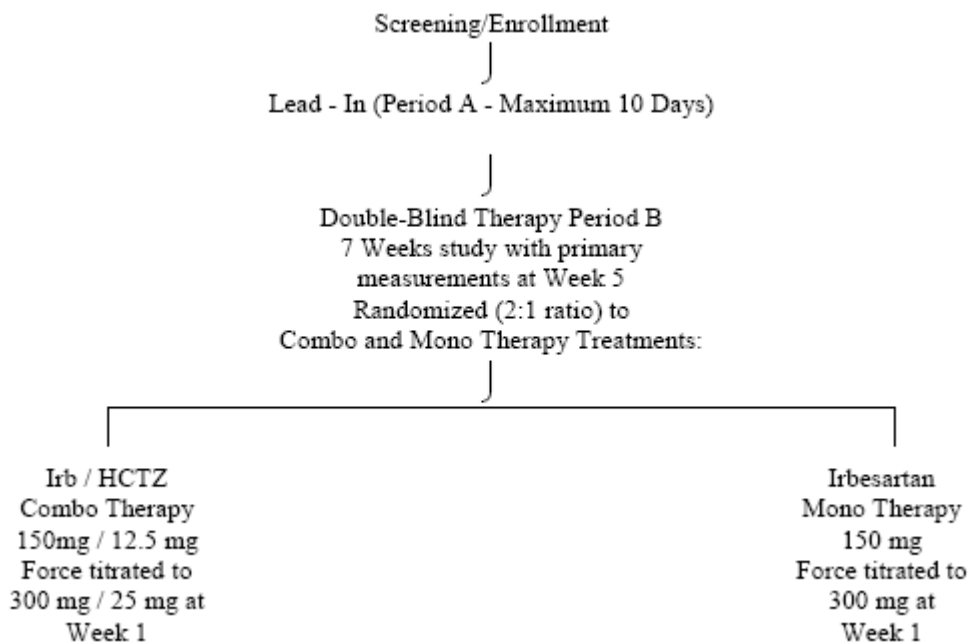 Screening/Enrollment
Lead - In (Period A - Maximum 10 Days)
Double-Blind Therapy Period B
7 Weeks study with primary
measurements at Week 5
Randomized (2:1 ratio) to
Combo and Mono Therapy Treatments:
Irb / HCTZ
Combo Therapy
150mg / 12.5 mg
Force titrated to
300 mg / 25 mg at
Week 1
Irbesartan
Mono Therapy
150 mg
Force titrated to
300 mg at
Week 1